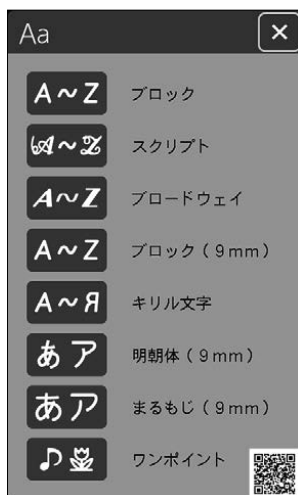 Aa
A~Z ブロック
A~Z スクリプト
A~Z ブロードウェイ
A~Z ブロック（9mm）
A~Я キリル文字
あ ア 明朝体（9mm）
あ ア まるもじ（9mm）
ワンポイント